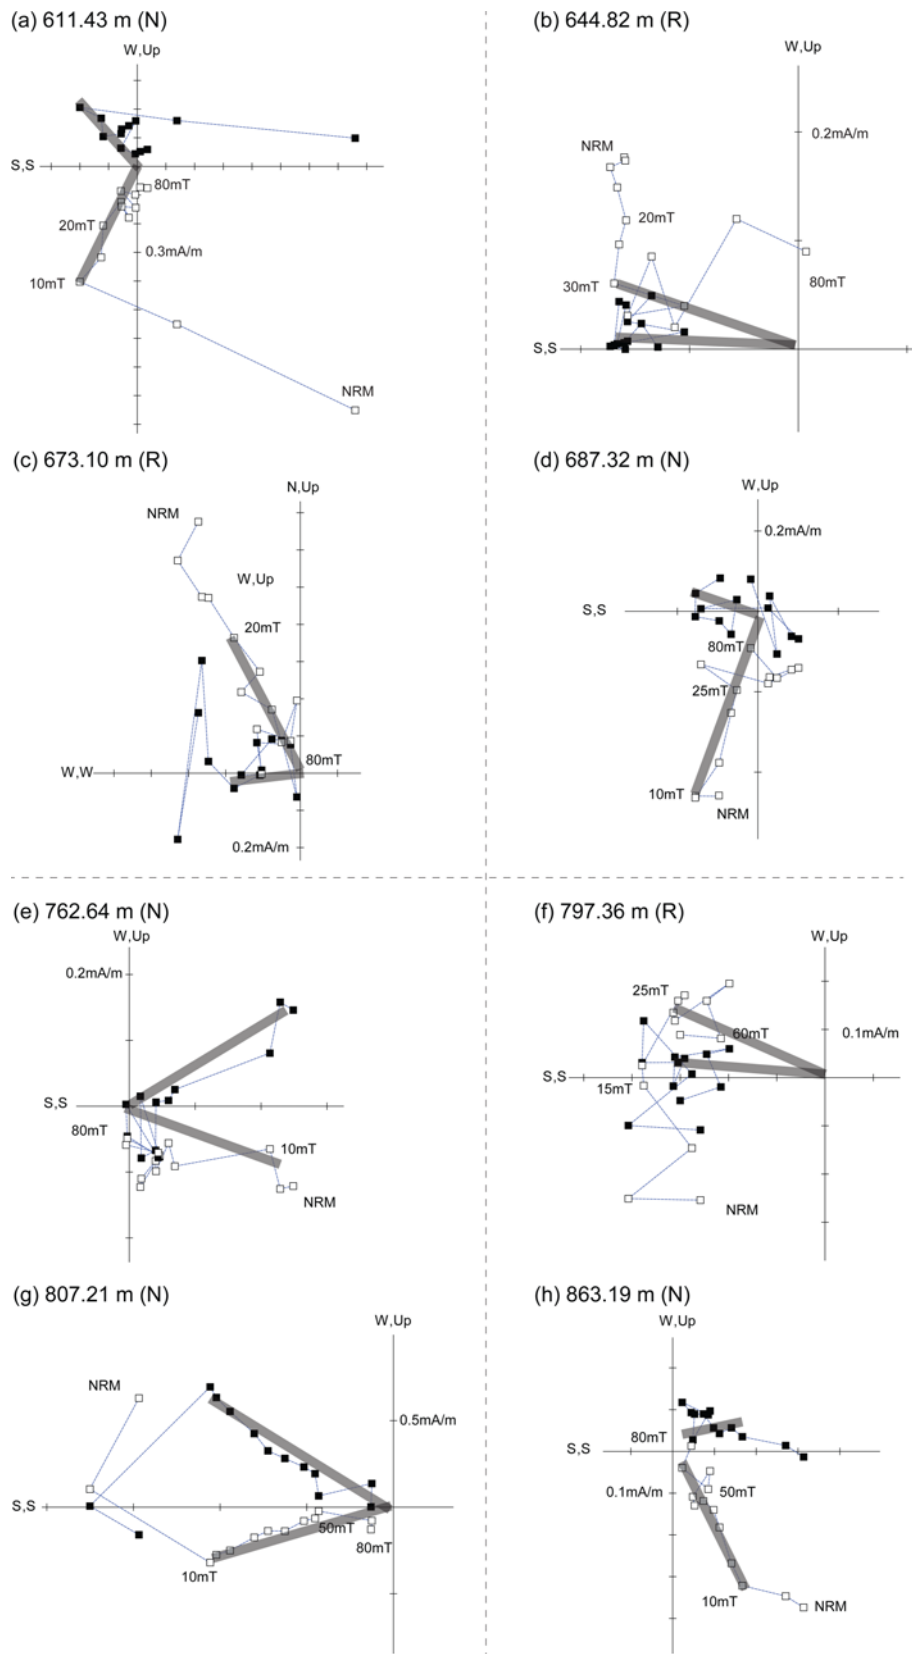 (a) 611.43 m (N)
W,Up
S,S
80mT
20mT
0.3mA/m
10mT
NRM
(b) 644.82 m (R)
W,Up
0.2mA/m
NRM
20mT
80mT
30mT
S,S
(c) 673.10 m (R)
N,Up
NRM
W,Up
20mT
80mT
W,W
0.2mA/m
(d) 687.32 m (N)
W,Up
0.2mA/m
S,S
80mT
25mT
10mT
NRM
(e) 762.64 m (N)
W,Up
0.2mA/m
S,S
80mT
10mT
NRM
(f) 797.36 m (R)
W,Up
25mT
60mT
0.1mA/m
S,S
15mT
NRM
(g) 807.21 m (N)
W,Up
NRM
0.5mA/m
S,S
50mT
80mT
10mT
(h) 863.19 m (N)
W,Up
80mT
S,S
0.1mA/m
50mT
10mT
NRM